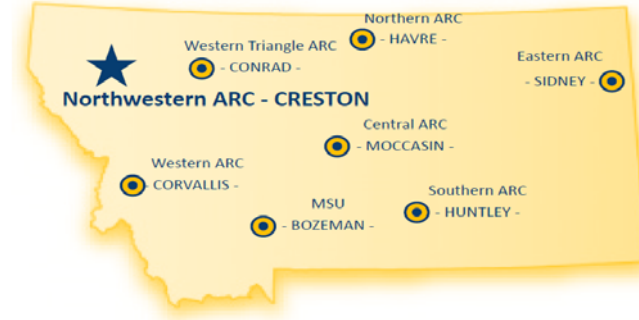 Northern ARC
- HAVRE -
Western Triangle ARC
- CONRAD -
Eastern ARC
- SIDNEY -
Northwestern ARC - CRESTON
Central ARC
- MOCCASIN -
Western ARC
- CORVALLIS -
Southern ARC
- HUNTLEY -
MSU
- BOZEMAN -